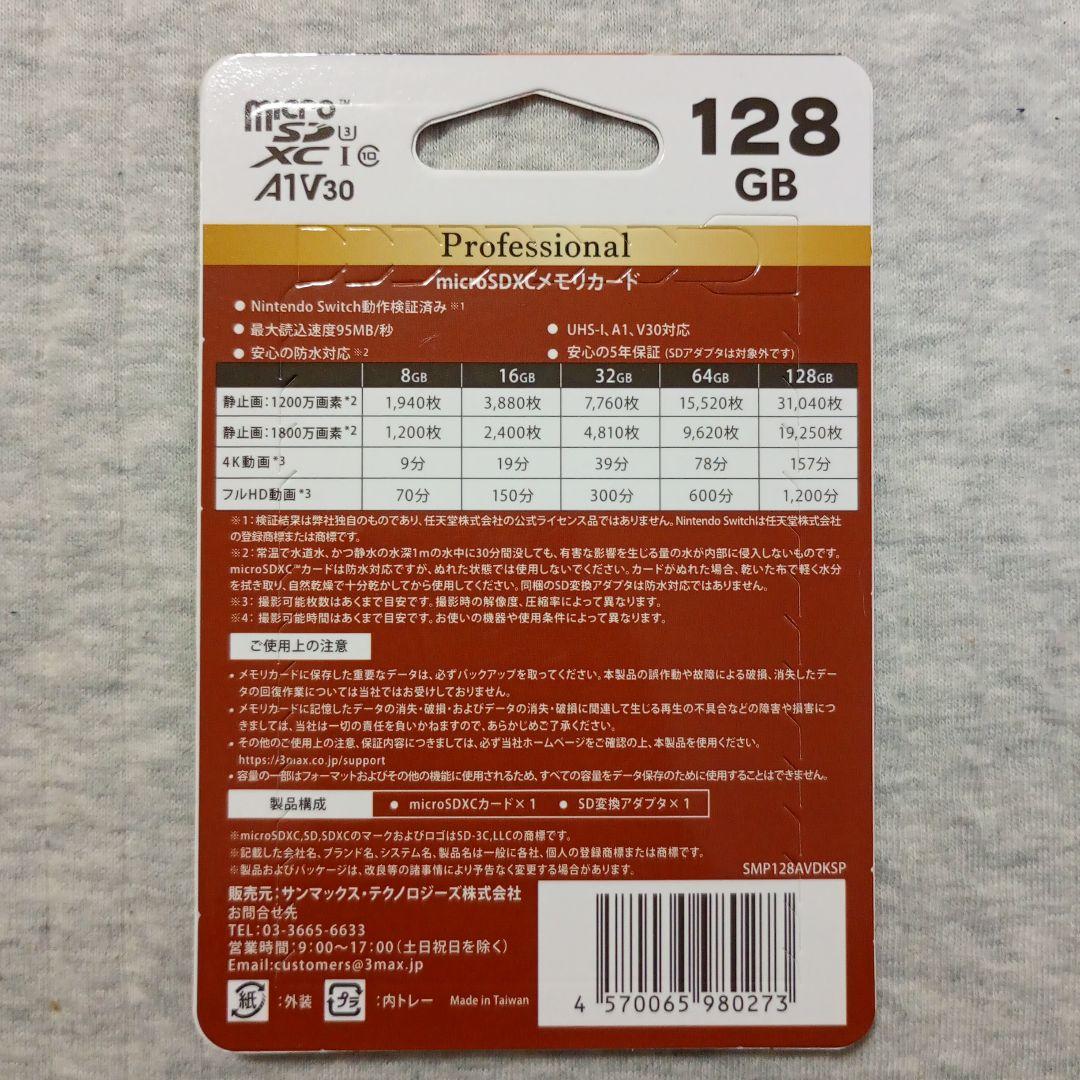 micro™
SD U3
XC I 10
A1V30
128
GB
Professional
microSDXCメモリカード
● Nintendo Switch動作検証済み ※1
● 最大読込速度95MB/秒 ● UHS-I、A1、V30対応
● 安心の防水対応 ※2 ● 安心の5年保証 (SDアダプタは対象外です)
8GB 16GB 32GB 64GB 128GB
静止画:1200万画素*2 1,940枚 3,880枚 7,760枚 15,520枚 31,040枚
静止画:1800万画素*2 1,200枚 2,400枚 4,810枚 9,620枚 19,250枚
4K動画*3 9分 19分 39分 78分 157分
フルHD動画*3 70分 150分 300分 600分 1,200分
※1:検証結果は弊社独自のものであり、任天堂株式会社の公式ライセンス品ではありません。Nintendo Switchは任天堂株式会社
の登録商標または商標です。
※2:常温で水道水、かつ静水の水深1mの水中に30分間没しても、有害な影響を生じる量の水が内部に侵入しないものです。
microSDXC™カードは防水対応ですが、ぬれた状態では使用しないでください。カードがぬれた場合、乾いた布で軽く水分
を拭き取り、自然乾燥で十分乾かしてから使用してください。同梱のSD変換アダプタは防水対応ではありません。
※3:撮影可能枚数はあくまで目安です。撮影時の解像度、圧縮率によって異なります。
※4:撮影可能時間はあくまで目安です。お使いの機器や使用条件によって異なります。
ご使用上の注意
• メモリカードに保存した重要なデータは、必ずバックアップを取ってください。本製品の誤作動や故障による破損、消失したデー
タの回復作業については当社ではお受けしておりません。
• メモリカードに記憶したデータの消失・破損・およびデータの消失・破損に関連して生じる再生の不具合などの障害や損害につ
きましては、当社は一切の責任を負いかねますので、あらかじめご了承ください。
• その他のご使用上の注意、保証内容につきましては、必ず当社ホームページをご確認の上、本製品を使用ください。
https://3max.co.jp/support
• 容量の一部はフォーマットおよびその他の機能に使用されるため、すべての容量をデータ保存のために使用することはできません。
製品構成 ● microSDXCカード×1 ● SD変換アダプタ×1
※microSDXC,SD,SDXCのマークおよびロゴはSD-3C,LLCの商標です。
※記載した会社名、ブランド名、システム名、製品名は一般に各社、個人の登録商標または商標です。
※製品およびパッケージは、改良等の諸事情により予告なく変更する場合があります。
SMP128AVDKSP
販売元:サンマックス・テクノロジーズ株式会社
お問合せ先
TEL:03-3665-6633
営業時間:9:00～17:00(土日祝日を除く)
Email:customers@3max.jp
紙 :外装 プラ :内トレー Made in Taiwan
4 570065 980273